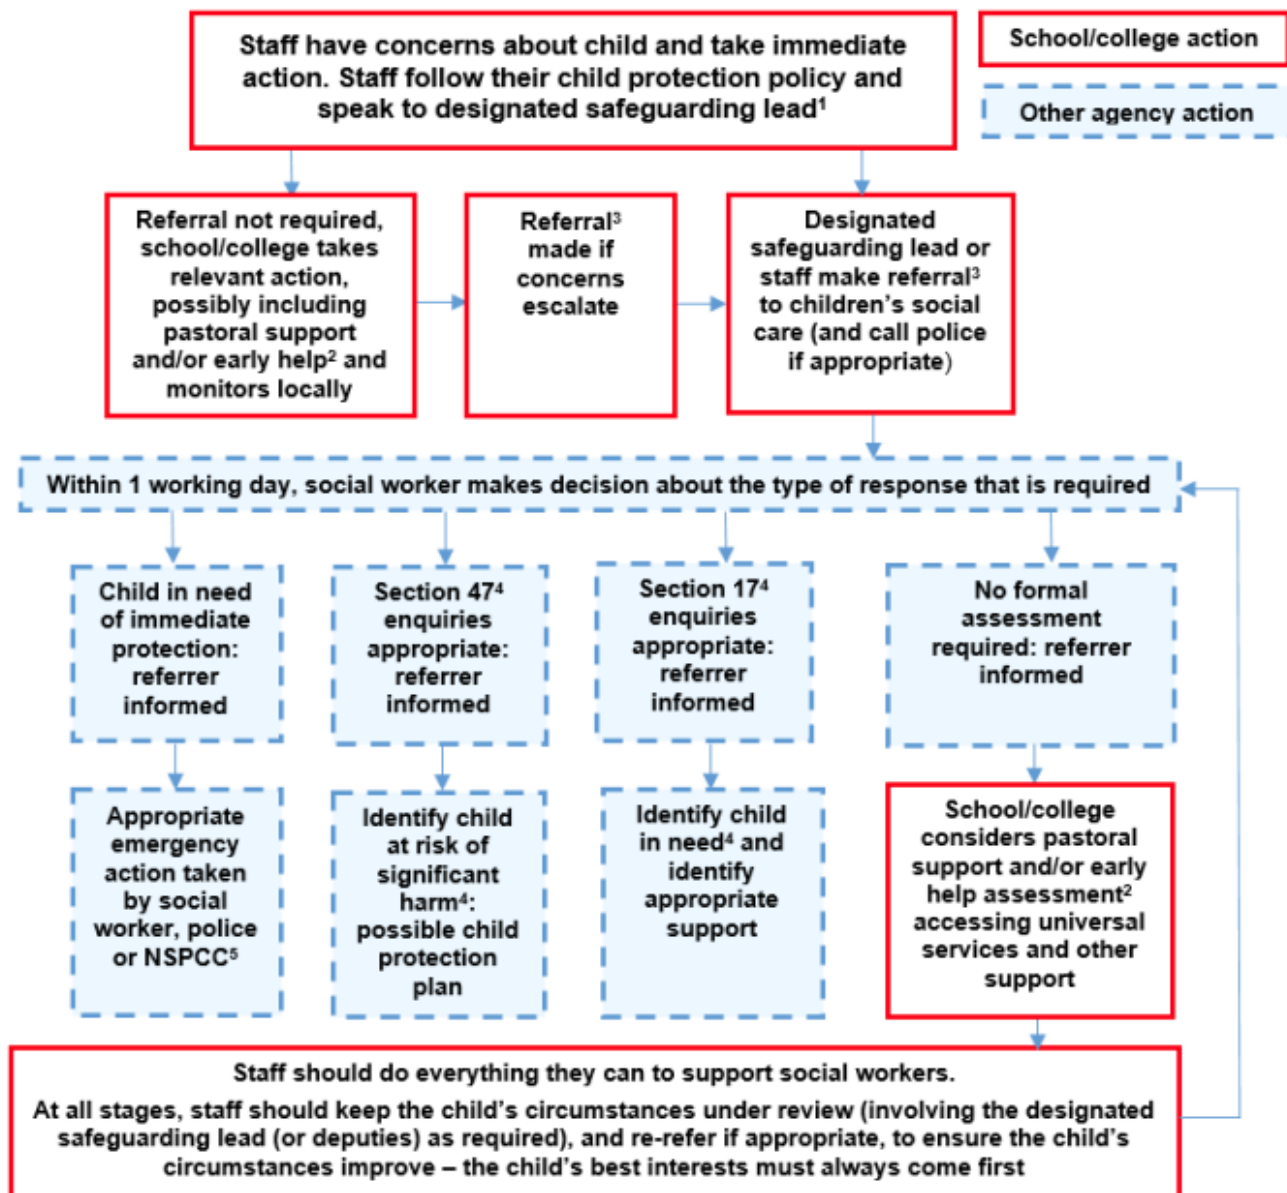 Staff have concerns about child and take immediate
action. Staff follow their child protection policy and
speak to designated safeguarding lead¹
School/college action
Other agency action
Referral not required,
school/college takes
relevant action,
possibly including
pastoral support
and/or early help² and
monitors locally
Referral³
made if
concerns
escalate
Designated
safeguarding lead or
staff make referral³
to children’s social
care (and call police
if appropriate)
Within 1 working day, social worker makes decision about the type of response that is required
Child in need
of immediate
protection:
referrer
informed
Section 47⁴
enquiries
appropriate:
referrer
informed
Section 17⁴
enquiries
appropriate:
referrer
informed
No formal
assessment
required: referrer
informed
Appropriate
emergency
action taken
by social
worker, police
or NSPCC⁵
Identify child
at risk of
significant
harm⁴:
possible child
protection
plan
Identify child
in need⁴ and
identify
appropriate
support
School/college
considers pastoral
support and/or early
help assessment²
accessing universal
services and other
support
Staff should do everything they can to support social workers.
At all stages, staff should keep the child’s circumstances under review (involving the designated
safeguarding lead (or deputies) as required), and re-refer if appropriate, to ensure the child’s
circumstances improve – the child’s best interests must always come first